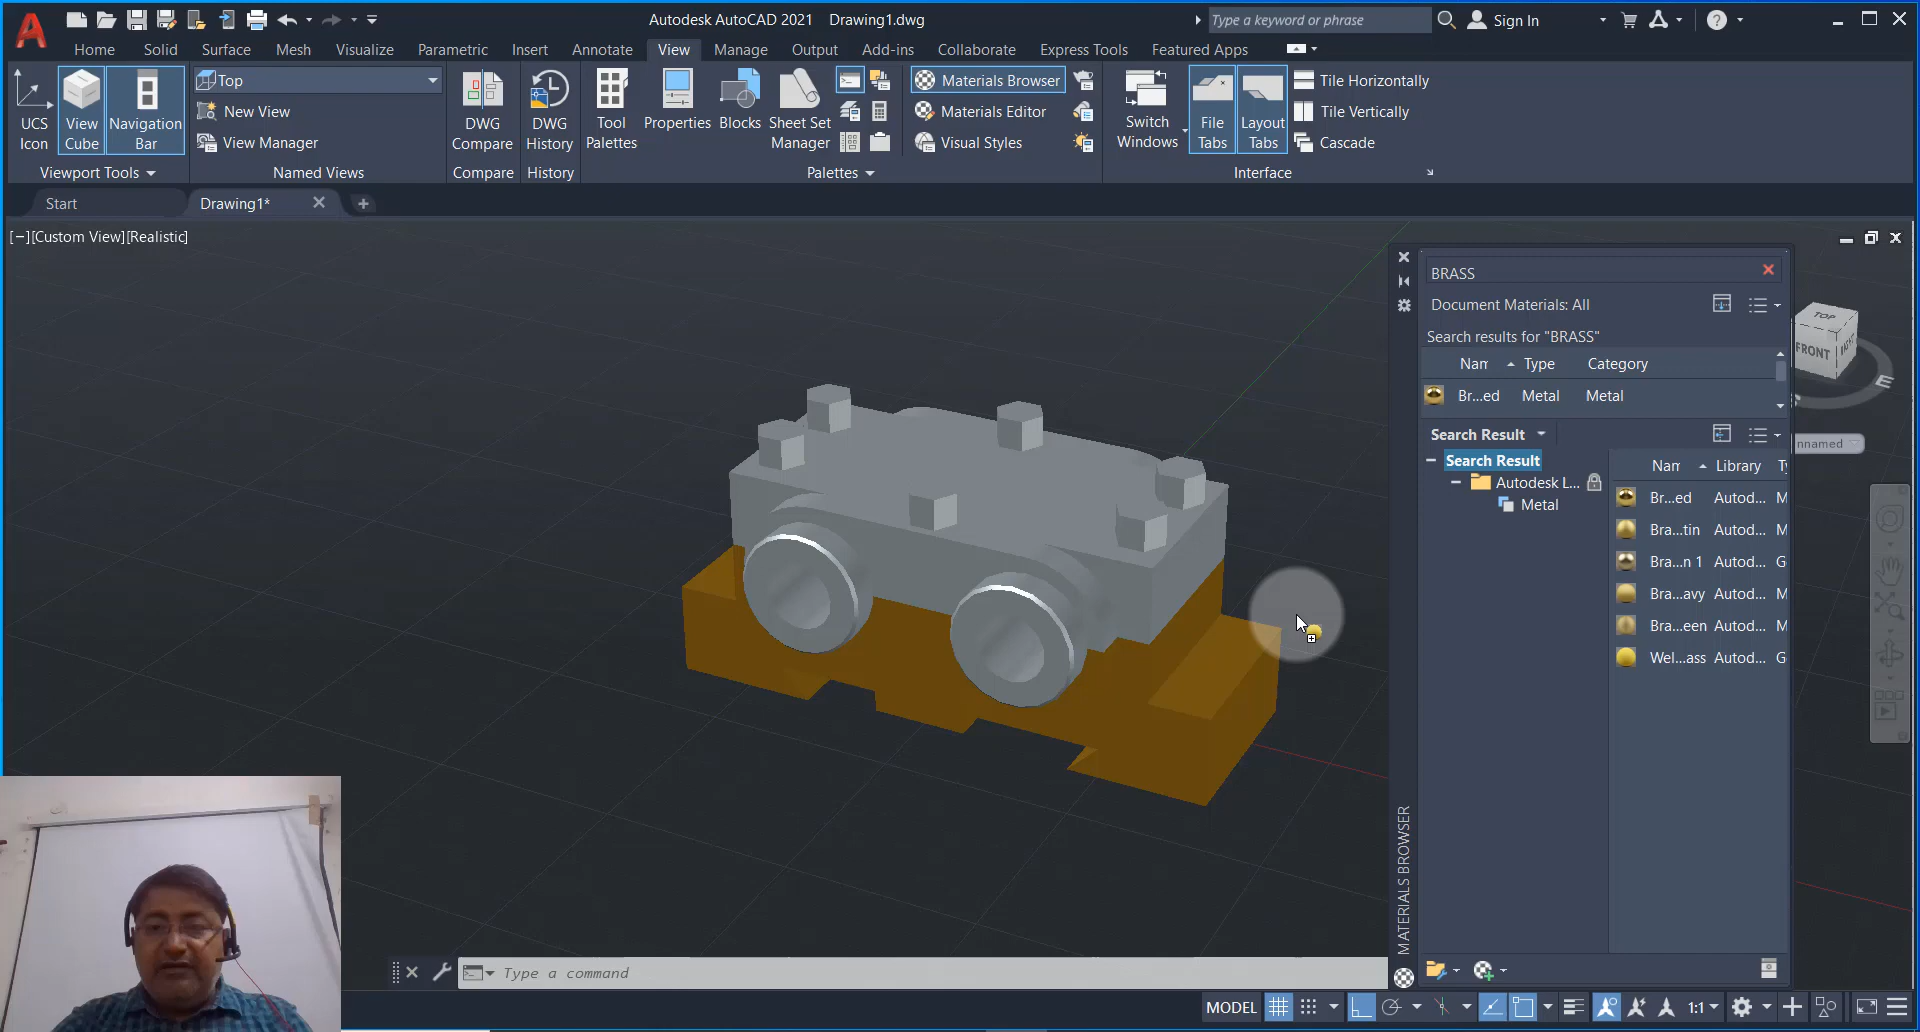 Autodesk AutoCAD 2021 Drawing1.dwg
Type a keyword or phrase
Sign In
Home Solid Surface Mesh Visualize Parametric Insert Annotate View Manage Output Add-ins Collaborate Express Tools Featured Apps
UCS Icon
View Cube
Navigation Bar
Viewport Tools
Top
New View
View Manager
Named Views
DWG Compare
Compare
DWG History
History
Tool Palettes
Properties
Blocks
Sheet Set Manager
Materials Browser
Materials Editor
Visual Styles
Palettes
Switch Windows
File Tabs
Layout Tabs
Tile Horizontally
Tile Vertically
Cascade
Interface
Start
Drawing1*
[−][Custom View][Realistic]
BRASS
Document Materials: All
Search results for "BRASS"
Nam Type Category
Br...ed Metal Metal
Search Result
Search Result
Autodesk L...
Metal
Nam Library Ty
Br...ed Autod... M
Bra...tin Autod... M
Bra...n 1 Autod... G
Bra...avy Autod... M
Bra...een Autod... M
Wel...ass Autod... G
MATERIALS BROWSER
TOP
FRONT
RIGHT
E
S
nnamed
Type a command
MODEL
1:1